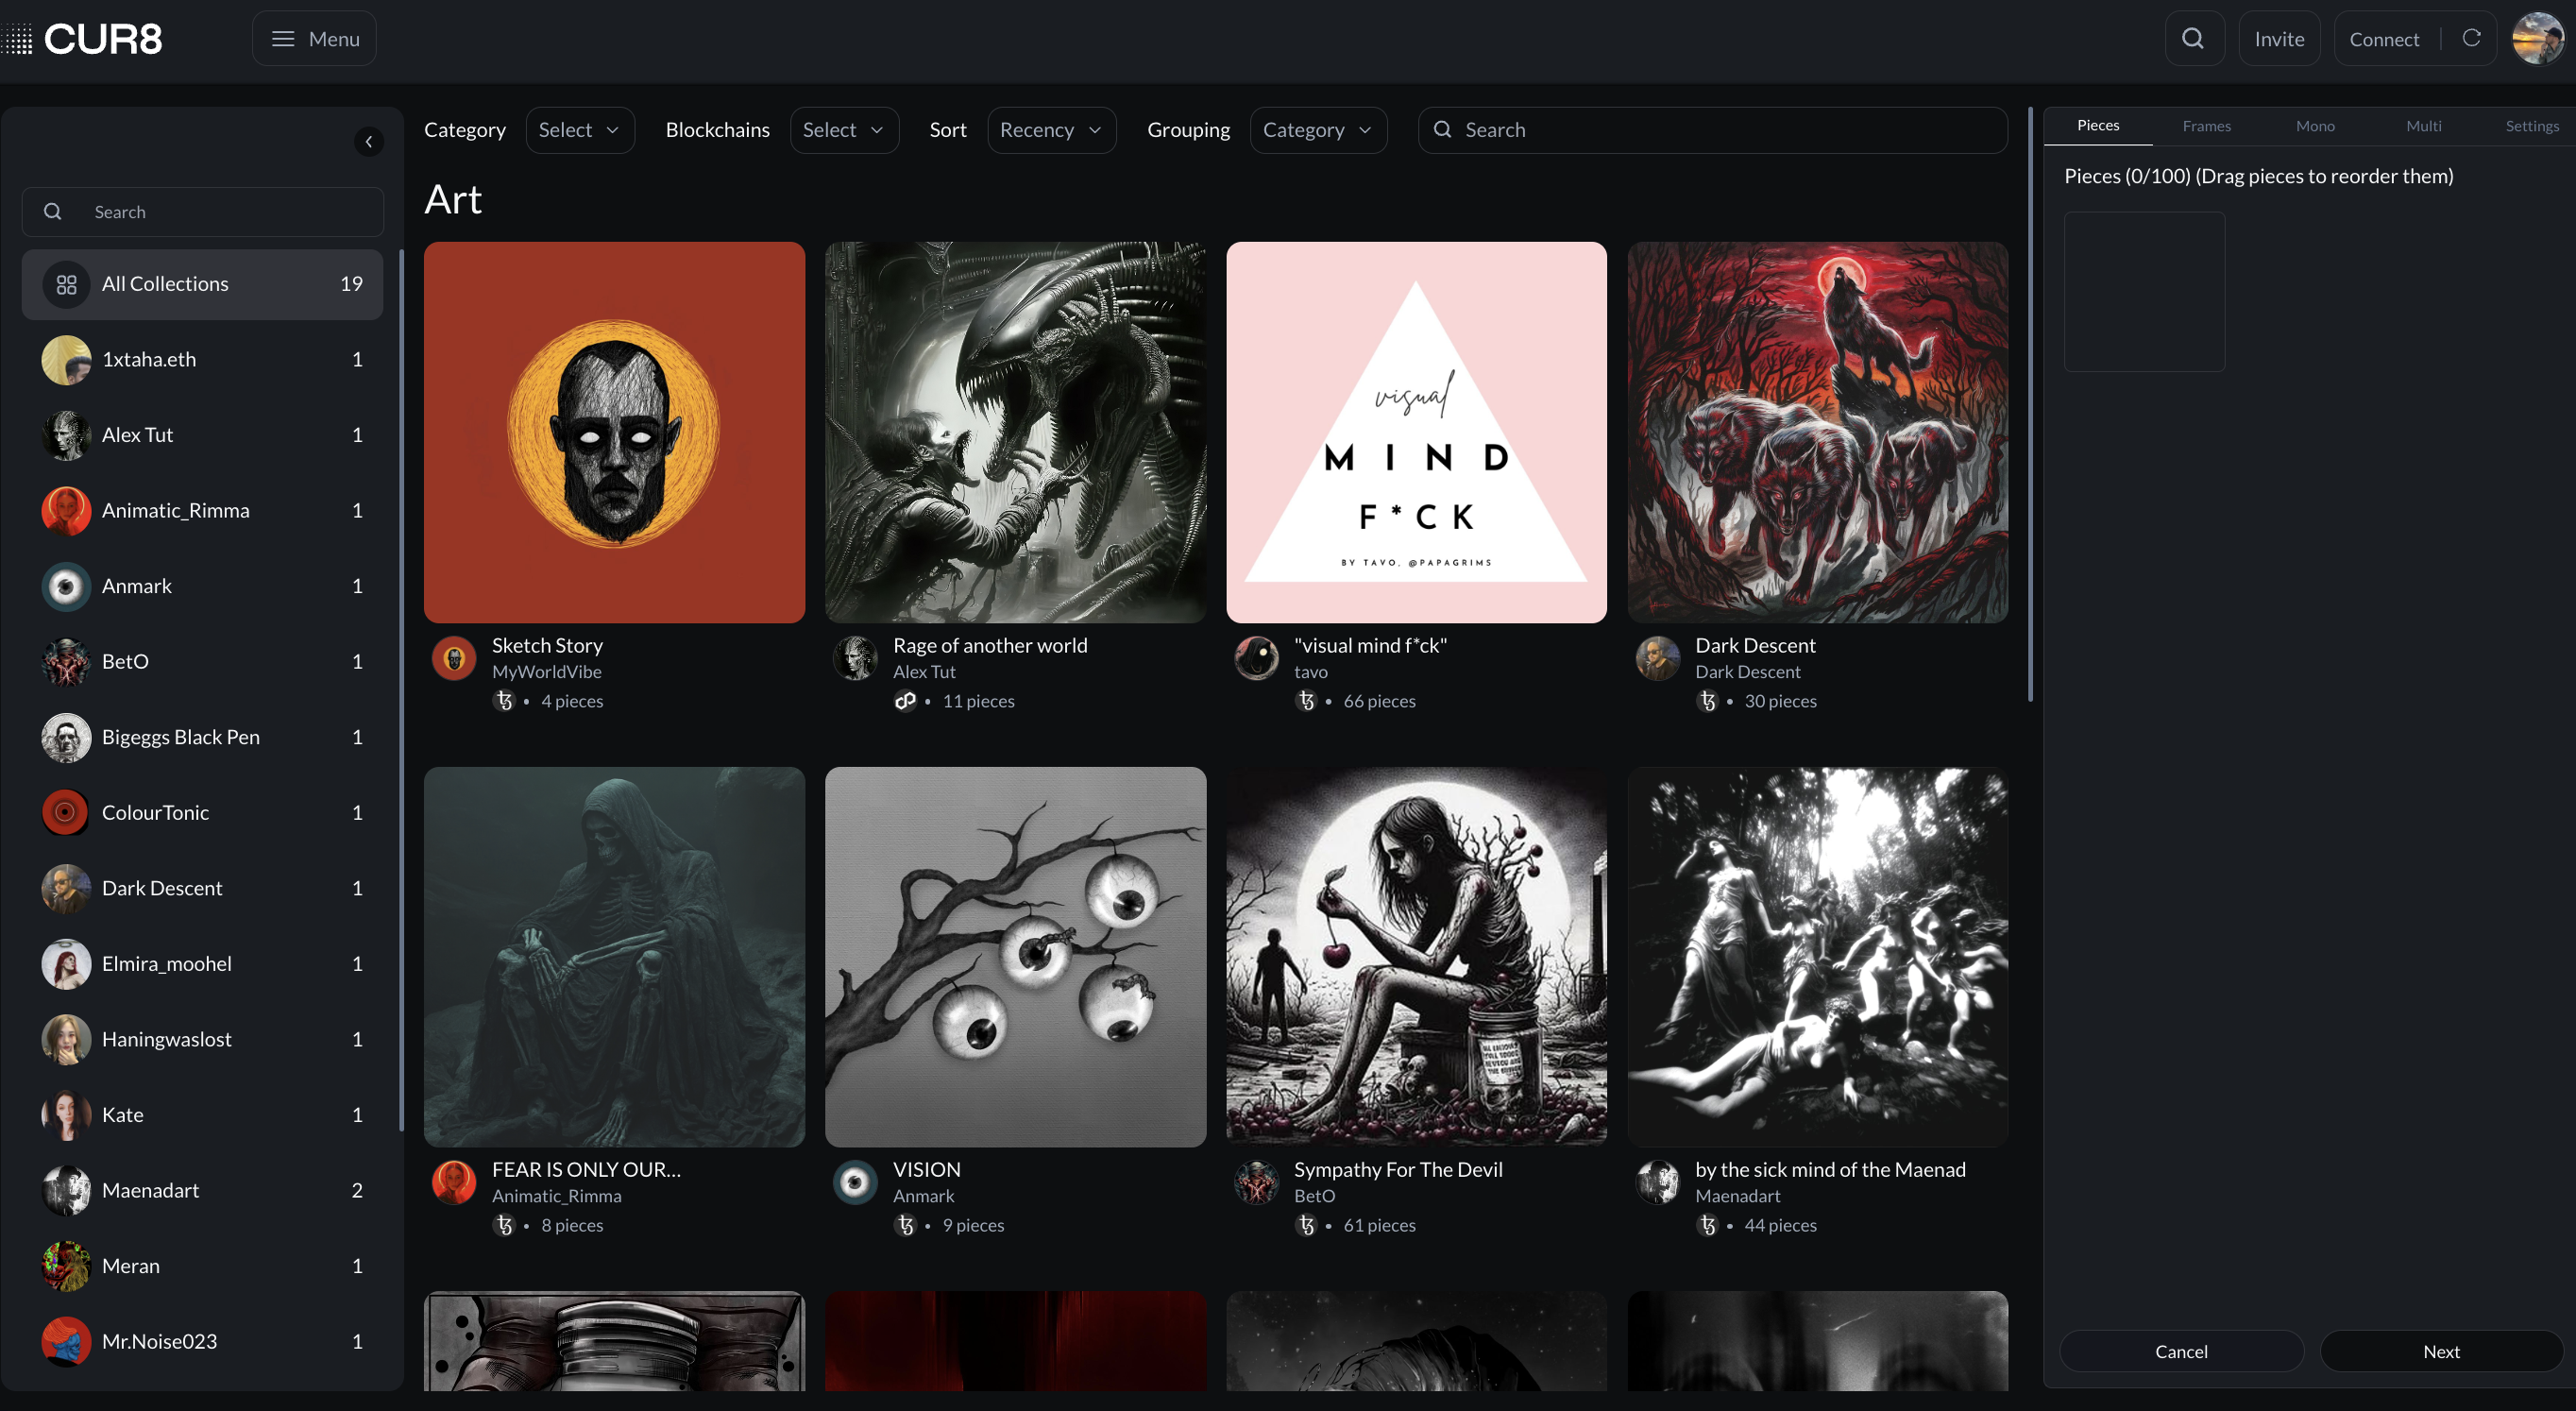 CUR8
Menu
Invite
Connect
Search
All Collections 19
1xtaha.eth 1
Alex Tut 1
Animatic_Rimma 1
Anmark 1
BetO 1
Bigeggs Black Pen 1
ColourTonic 1
Dark Descent 1
Elmira_moohel 1
Haningwaslost 1
Kate 1
Maenadart 2
Meran 1
Mr.Noise023 1
Category Select Blockchains Select Sort Recency Grouping Category Search
Art
visual
MIND
F*CK
BY TAVO, @PAPAGRIMS
Sketch Story
MyWorldVibe
• 4 pieces
Rage of another world
Alex Tut
• 11 pieces
"visual mind f*ck"
tavo
• 66 pieces
Dark Descent
Dark Descent
• 30 pieces
FEAR IS ONLY OUR...
Animatic_Rimma
• 8 pieces
VISION
Anmark
• 9 pieces
Sympathy For The Devil
BetO
• 61 pieces
by the sick mind of the Maenad
Maenadart
• 44 pieces
Pieces Frames Mono Multi Settings
Pieces (0/100) (Drag pieces to reorder them)
Cancel Next